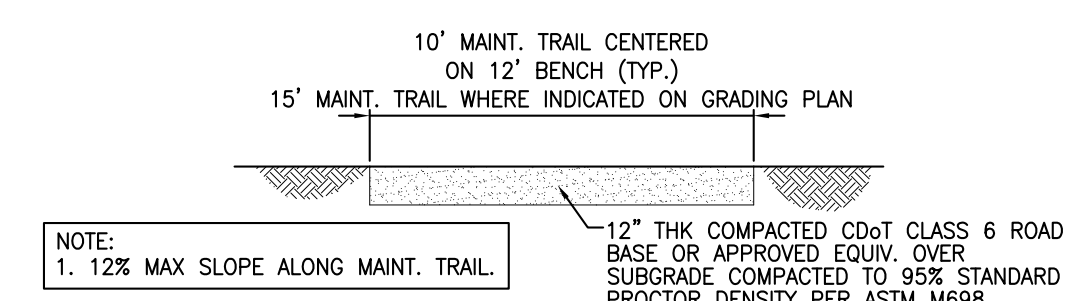 10' MAINT. TRAIL CENTERED
ON 12' BENCH (TYP.)
15' MAINT. TRAIL WHERE INDICATED ON GRADING PLAN
NOTE:
1. 12% MAX SLOPE ALONG MAINT. TRAIL.
12" THK COMPACTED CDoT CLASS 6 ROAD
BASE OR APPROVED EQUIV. OVER
SUBGRADE COMPACTED TO 95% STANDARD
PROCTOR DENSITY PER ASTM M698